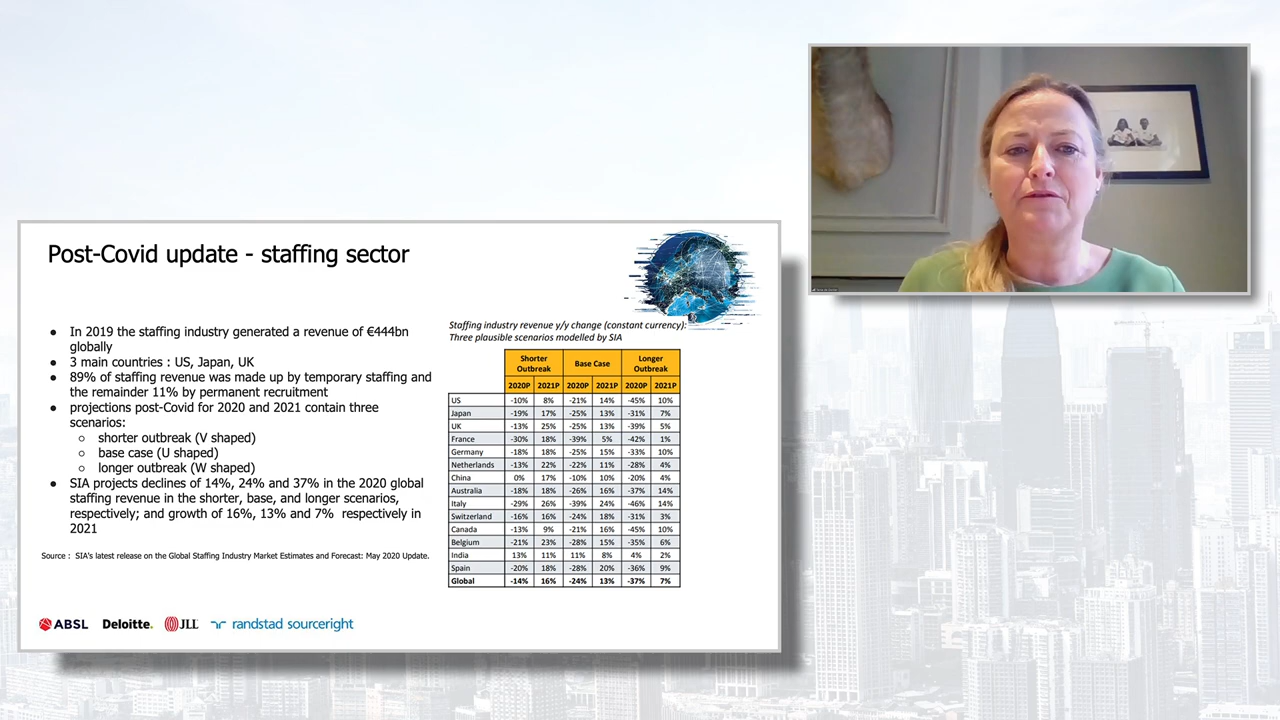 Post-Covid update - staffing sector
● In 2019 the staffing industry generated a revenue of €444bn
globally
● 3 main countries : US, Japan, UK
● 89% of staffing revenue was made up by temporary staffing and
the remainder 11% by permanent recruitment
● projections post-Covid for 2020 and 2021 contain three
scenarios:
○ shorter outbreak (V shaped)
○ base case (U shaped)
○ longer outbreak (W shaped)
● SIA projects declines of 14%, 24% and 37% in the 2020 global
staffing revenue in the shorter, base, and longer scenarios,
respectively; and growth of 16%, 13% and 7% respectively in
2021
Source : SIA's latest release on the Global Staffing Industry Market Estimates and Forecast: May 2020 Update.
Staffing industry revenue y/y change (constant currency):
Three plausible scenarios modelled by SIA
Shorter Outbreak Base Case Longer Outbreak
2020P 2021P 2020P 2021P 2020P 2021P
US -10% 8% -21% 14% -45% 10%
Japan -19% 17% -25% 13% -31% 7%
UK -13% 25% -25% 13% -39% 5%
France -30% 18% -39% 5% -42% 1%
Germany -18% 18% -25% 15% -33% 10%
Netherlands -13% 22% -22% 11% -28% 4%
China 0% 17% -10% 10% -20% 4%
Australia -18% 18% -26% 16% -37% 14%
Italy -29% 26% -39% 24% -46% 14%
Switzerland -16% 16% -24% 18% -31% 3%
Canada -13% 9% -21% 16% -45% 10%
Belgium -21% 23% -28% 15% -35% 6%
India 13% 11% 11% 8% 4% 2%
Spain -20% 18% -28% 20% -36% 9%
Global -14% 16% -24% 13% -37% 7%
ABSL Deloitte. JLL randstad sourceright